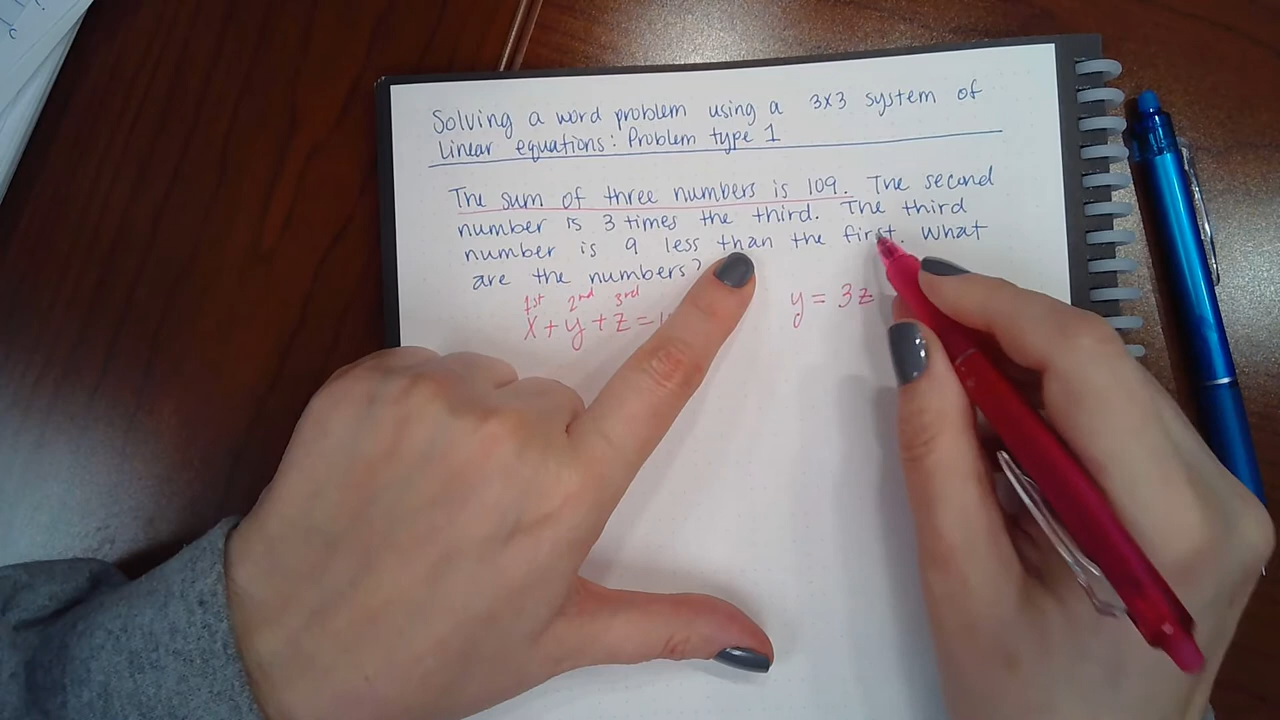 Solving a word problem using a 3x3 system of
linear equations: Problem type 1
The sum of three numbers is 109. The second
number is 3 times the third. The third
number is 9 less than the first. What
are the numbers?
1st 2nd 3rd
x + y + z =
y = 3z